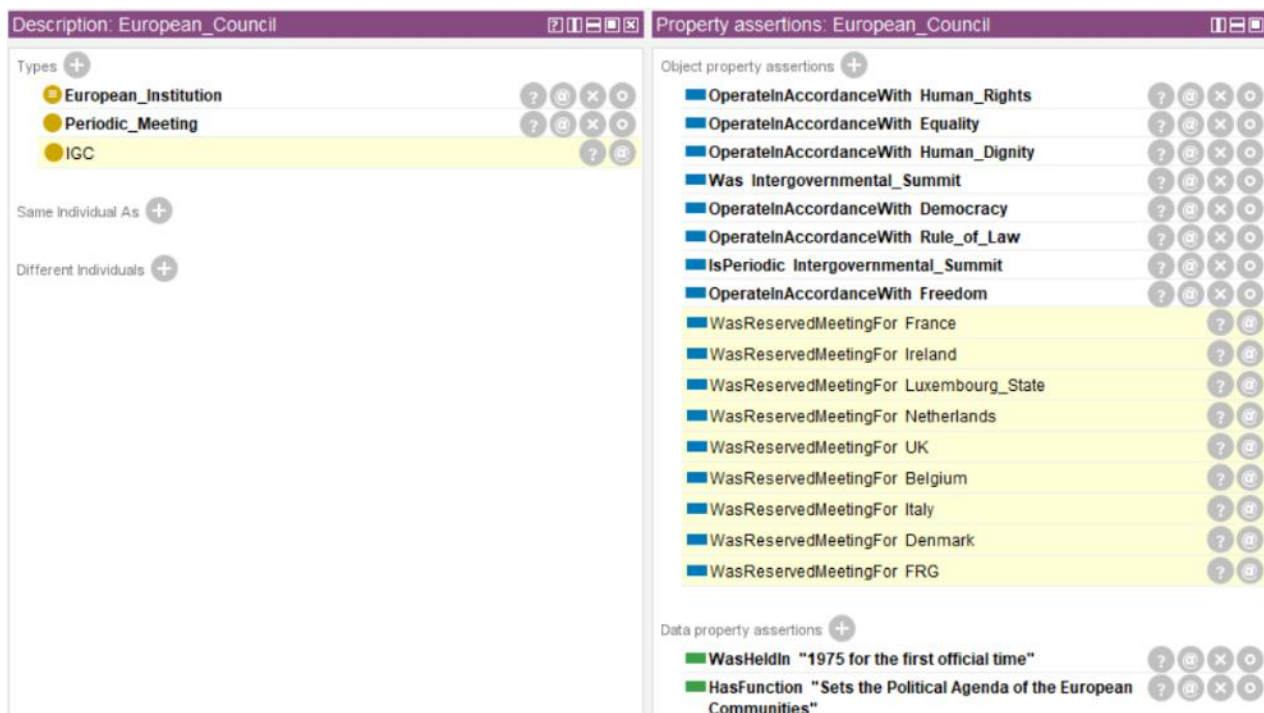 Description: European_Council
Types
European_Institution
Periodic_Meeting
IGC
Same Individual As
Different Individuals
Property assertions: European_Council
Object property assertions
OperateInAccordanceWith Human_Rights
OperateInAccordanceWith Equality
OperateInAccordanceWith Human_Dignity
Was Intergovernmental_Summit
OperateInAccordanceWith Democracy
OperateInAccordanceWith Rule_of_Law
IsPeriodic Intergovernmental_Summit
OperateInAccordanceWith Freedom
WasReservedMeetingFor France
WasReservedMeetingFor Ireland
WasReservedMeetingFor Luxembourg_State
WasReservedMeetingFor Netherlands
WasReservedMeetingFor UK
WasReservedMeetingFor Belgium
WasReservedMeetingFor Italy
WasReservedMeetingFor Denmark
WasReservedMeetingFor FRG
Data property assertions
WasHeldIn "1975 for the first official time"
HasFunction "Sets the Political Agenda of the European
Communities"